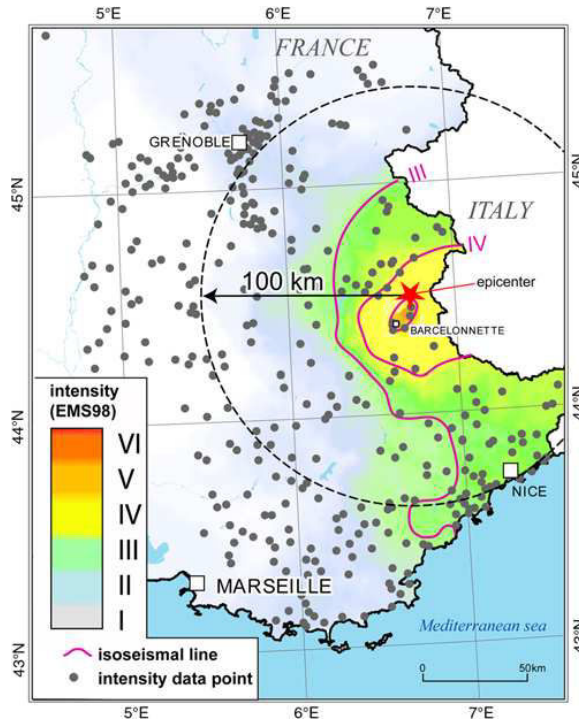 5°E 6°E 7°E
FRANCE
GRENOBLE
45°N
45°N
III
ITALY
IV
100 km
epicenter
BARCELONNETTE
intensity
(EMS98)
VI
V
IV
III
II
I
44°N
44°N
NICE
MARSEILLE
Mediterranean sea
isoseismal line
intensity data point
0 50km
43°N
43°N
5°E 6°E 7°E